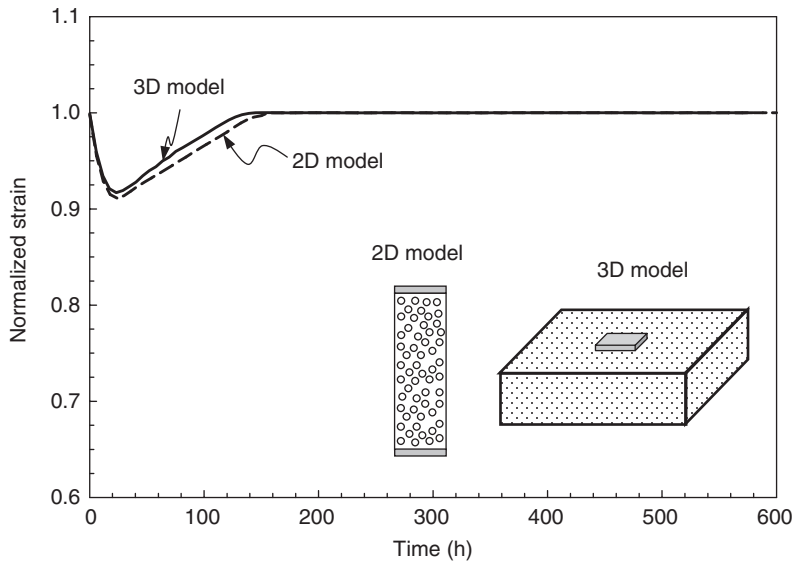 1.1
3D model
1.0
2D model
0.9
2D model
3D model
0.8
Normalized strain
0.7
0.6
0 100 200 300 400 500 600
Time (h)